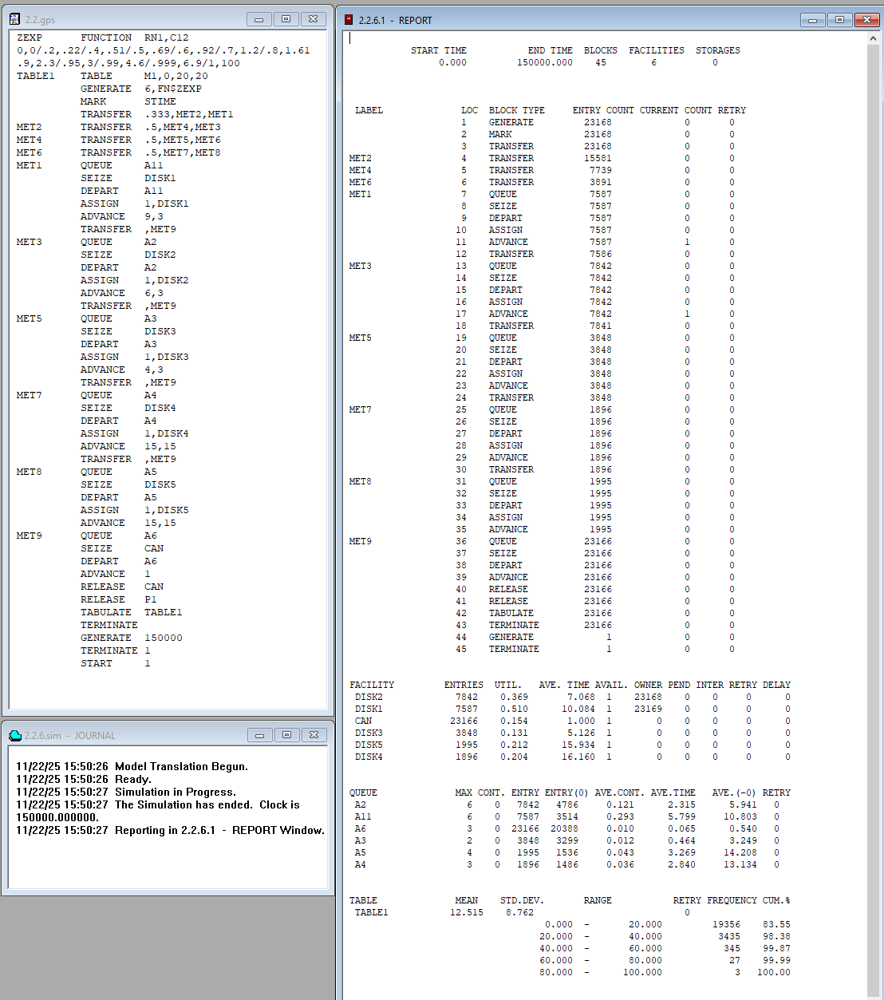 2.2.gps
ZEXP FUNCTION RN1,C12
0,0/.2,.22/.4,.51/.5,.69/.6,.92/.7,1.2/.8,1.61
.9,2.3/.95,3/.99,4.6/.999,6.9/1,100
TABLE1 TABLE M1,0,20,20
GENERATE 6,FN$ZEXP
MARK STIME
TRANSFER .333,MET2,MET1
MET2 TRANSFER .5,MET4,MET3
MET4 TRANSFER .5,MET5,MET6
MET6 TRANSFER .5,MET7,MET8
MET1 QUEUE A11
SEIZE DISK1
DEPART A11
ASSIGN 1,DISK1
ADVANCE 9,3
TRANSFER ,MET9
MET3 QUEUE A2
SEIZE DISK2
DEPART A2
ASSIGN 1,DISK2
ADVANCE 6,3
TRANSFER ,MET9
MET5 QUEUE A3
SEIZE DISK3
DEPART A3
ASSIGN 1,DISK3
ADVANCE 4,3
TRANSFER ,MET9
MET7 QUEUE A4
SEIZE DISK4
DEPART A4
ASSIGN 1,DISK4
ADVANCE 15,15
TRANSFER ,MET9
MET8 QUEUE A5
SEIZE DISK5
DEPART A5
ASSIGN 1,DISK5
ADVANCE 15,15
MET9 QUEUE A6
SEIZE CAN
DEPART A6
ADVANCE 1
RELEASE CAN
RELEASE P1
TABULATE TABLE1
TERMINATE
GENERATE 150000
TERMINATE 1
START 1
2.2.6.sim - JOURNAL
11/22/25 15:50:26 Model Translation Begun.
11/22/25 15:50:26 Ready.
11/22/25 15:50:27 Simulation in Progress.
11/22/25 15:50:27 The Simulation has ended. Clock is
150000.000000.
11/22/25 15:50:27 Reporting in 2.2.6.1 - REPORT Window.
2.2.6.1 - REPORT
START TIME END TIME BLOCKS FACILITIES STORAGES
0.000 150000.000 45 6 0
LABEL LOC BLOCK TYPE ENTRY COUNT CURRENT COUNT RETRY
1 GENERATE 23168 0 0
2 MARK 23168 0 0
3 TRANSFER 23168 0 0
MET2 4 TRANSFER 15581 0 0
MET4 5 TRANSFER 7739 0 0
MET6 6 TRANSFER 3891 0 0
MET1 7 QUEUE 7587 0 0
8 SEIZE 7587 0 0
9 DEPART 7587 0 0
10 ASSIGN 7587 0 0
11 ADVANCE 7587 1 0
12 TRANSFER 7586 0 0
MET3 13 QUEUE 7842 0 0
14 SEIZE 7842 0 0
15 DEPART 7842 0 0
16 ASSIGN 7842 0 0
17 ADVANCE 7842 1 0
18 TRANSFER 7841 0 0
MET5 19 QUEUE 3848 0 0
20 SEIZE 3848 0 0
21 DEPART 3848 0 0
22 ASSIGN 3848 0 0
23 ADVANCE 3848 0 0
24 TRANSFER 3848 0 0
MET7 25 QUEUE 1896 0 0
26 SEIZE 1896 0 0
27 DEPART 1896 0 0
28 ASSIGN 1896 0 0
29 ADVANCE 1896 0 0
30 TRANSFER 1896 0 0
MET8 31 QUEUE 1995 0 0
32 SEIZE 1995 0 0
33 DEPART 1995 0 0
34 ASSIGN 1995 0 0
35 ADVANCE 1995 0 0
MET9 36 QUEUE 23166 0 0
37 SEIZE 23166 0 0
38 DEPART 23166 0 0
39 ADVANCE 23166 0 0
40 RELEASE 23166 0 0
41 RELEASE 23166 0 0
42 TABULATE 23166 0 0
43 TERMINATE 23166 0 0
44 GENERATE 1 0 0
45 TERMINATE 1 0 0
FACILITY ENTRIES UTIL. AVE. TIME AVAIL. OWNER PEND INTER RETRY DELAY
DISK2 7842 0.369 7.068 1 23168 0 0 0 0
DISK1 7587 0.510 10.084 1 23169 0 0 0 0
CAN 23166 0.154 1.000 1 0 0 0 0 0
DISK3 3848 0.131 5.126 1 0 0 0 0 0
DISK5 1995 0.212 15.934 1 0 0 0 0 0
DISK4 1896 0.204 16.160 1 0 0 0 0 0
QUEUE MAX CONT. ENTRY ENTRY(0) AVE.CONT. AVE.TIME AVE.(-0) RETRY
A2 6 0 7842 4786 0.121 2.315 5.941 0
A11 6 0 7587 3514 0.293 5.799 10.803 0
A6 3 0 23166 20388 0.010 0.065 0.540 0
A3 2 0 3848 3299 0.012 0.464 3.249 0
A5 4 0 1995 1536 0.043 3.269 14.208 0
A4 3 0 1896 1486 0.036 2.840 13.134 0
TABLE MEAN STD.DEV. RANGE RETRY FREQUENCY CUM.%
TABLE1 12.515 8.762 0
0.000 - 20.000 19356 83.55
20.000 - 40.000 3435 98.38
40.000 - 60.000 345 99.87
60.000 - 80.000 27 99.99
80.000 - 100.000 3 100.00